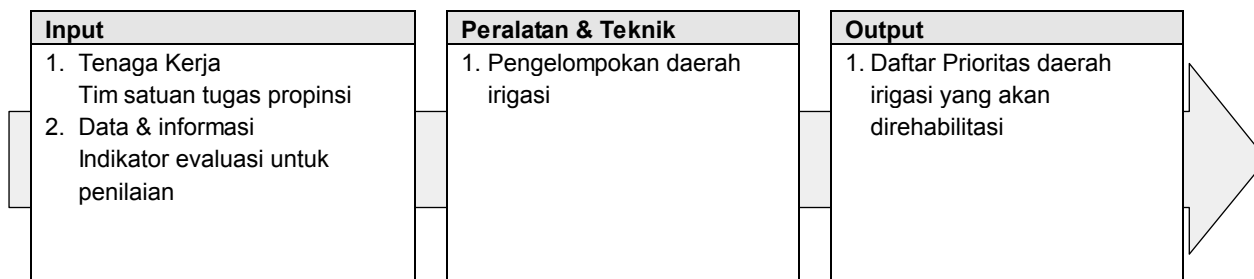 Input
1. Tenaga Kerja
Tim satuan tugas propinsi
2. Data & informasi
Indikator evaluasi untuk
penilaian
Peralatan & Teknik
1. Pengelompokan daerah
irigasi
Output
1. Daftar Prioritas daerah
irigasi yang akan
direhabilitasi